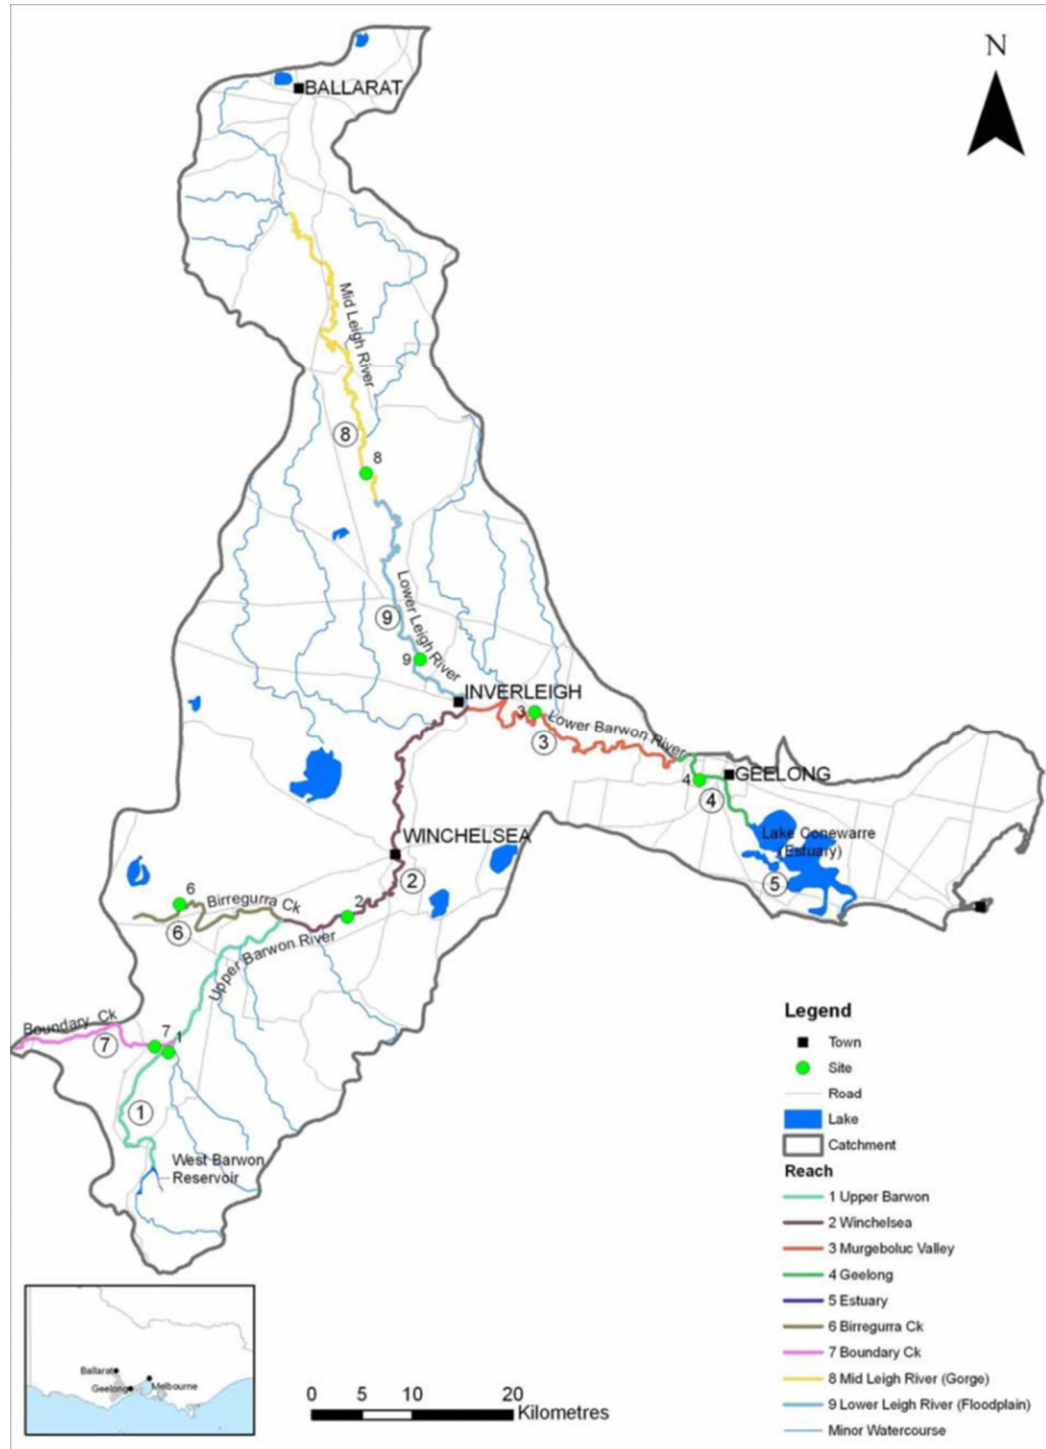 N
BALLARAT
Mid Leigh River
8
8
Lower Leigh River
9
9
INVERLEIGH
3
Lower Barwon River
3
GEELONG
4
4
Lake Conewarre
(Estuary)
5
WINCHELSEA
2
2
6
Birregurra Ck
6
Upper Barwon River
Boundary Ck
7
7
1
1
West Barwon
Reservoir
Legend
Town
Site
Road
Lake
Catchment
Reach
1 Upper Barwon
2 Winchelsea
3 Murgeboluc Valley
4 Geelong
5 Estuary
6 Birregurra Ck
7 Boundary Ck
8 Mid Leigh River (Gorge)
9 Lower Leigh River (Floodplain)
Minor Watercourse
Ballarat
Geelong
Melbourne
0 5 10 20
Kilometres